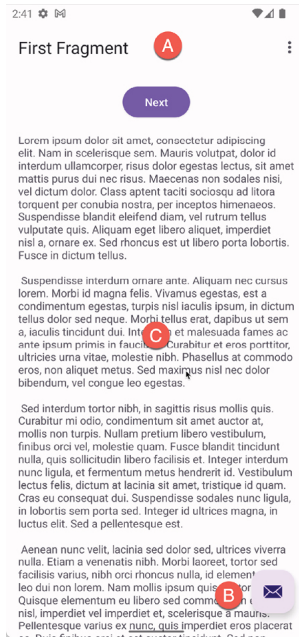 2:41
First Fragment
A
Next
Lorem ipsum dolor sit amet, consectetur adipiscing
elit. Nam in scelerisque sem. Mauris volutpat, dolor id
interdum ullamcorper, risus dolor egestas lectus, sit amet
mattis purus dui nec risus. Maecenas non sodales nisi,
vel dictum dolor. Class aptent taciti sociosqu ad litora
torquent per conubia nostra, per inceptos himenaeos.
Suspendisse blandit eleifend diam, vel rutrum tellus
vulputate quis. Aliquam eget libero aliquet, imperdiet
nisl a, ornare ex. Sed rhoncus est ut libero porta lobortis.
Fusce in dictum tellus.
Suspendisse interdum ornare ante. Aliquam nec cursus
lorem. Morbi id magna felis. Vivamus egestas, est a
condimentum egestas, turpis nisl iaculis ipsum, in dictum
tellus dolor sed neque. Morbi tellus erat, dapibus ut sem
a, iaculis tincidunt dui. et malesuada fames ac
ante ipsum primis in Curabitur et eros porttitor,
C
ultricies urna vitae, molestie nibh. Phasellus at commodo
eros, non aliquet metus. Sed maximus nisl nec dolor
bibendum, vel congue leo egestas.
Sed interdum tortor nibh, in sagittis risus mollis quis.
Curabitur mi odio, condimentum sit amet auctor at,
mollis non turpis. Nullam pretium libero vestibulum,
finibus orci vel, molestie quam. Fusce blandit tincidunt
nulla, quis sollicitudin libero facilisis et. Integer interdum
nunc ligula, et fermentum metus hendrerit id. Vestibulum
lectus felis, dictum at lacinia sit amet, tristique id quam.
Cras eu consequat dui. Suspendisse sodales nunc ligula,
in lobortis sem porta sed. Integer id ultrices magna, in
luctus elit. Sed a pellentesque est.
Aenean nunc velit, lacinia sed dolor sed, ultrices viverra
nulla. Etiam a venenatis nibh. Morbi laoreet, tortor sed
facilisis varius, nibh orci rhoncus nulla, id elementum
leo dui non lorem. Nam mollis ipsum quis
Quisque elementum eu libero sed
B
nisl, imperdiet vel imperdiet et, scelerisque a mauris.
Pellentesque varius ex nunc, quis imperdiet eros placerat